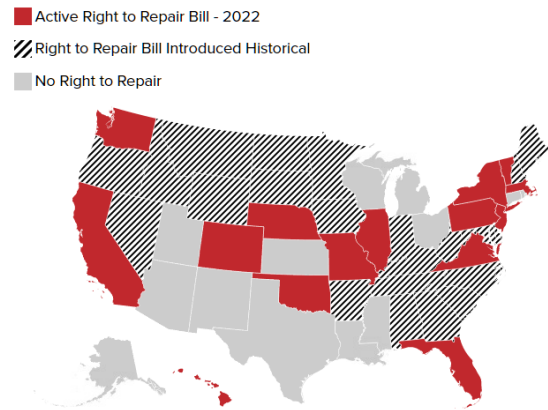 Active Right to Repair Bill - 2022
Right to Repair Bill Introduced Historical
No Right to Repair